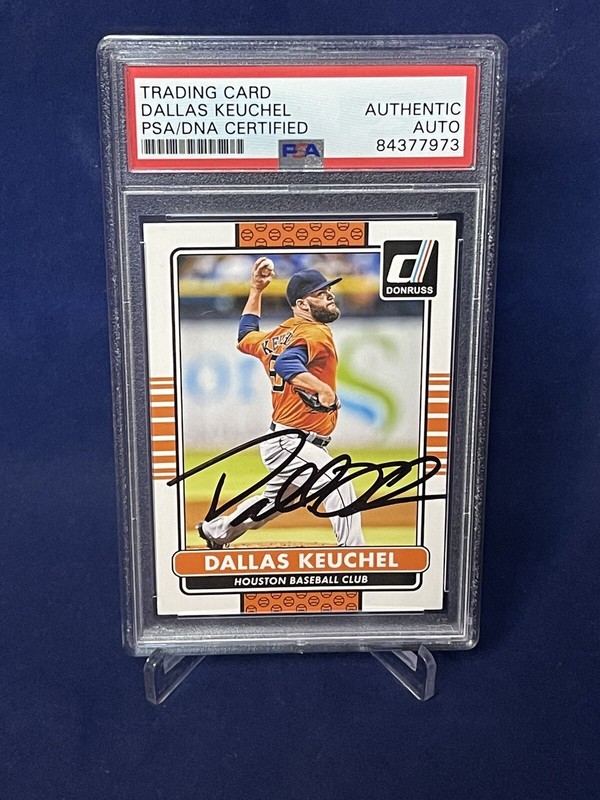 TRADING CARD
DALLAS KEUCHEL
PSA/DNA CERTIFIED
AUTHENTIC
AUTO
84377973
PSA
d
DONRUSS
DALLAS KEUCHEL
HOUSTON BASEBALL CLUB